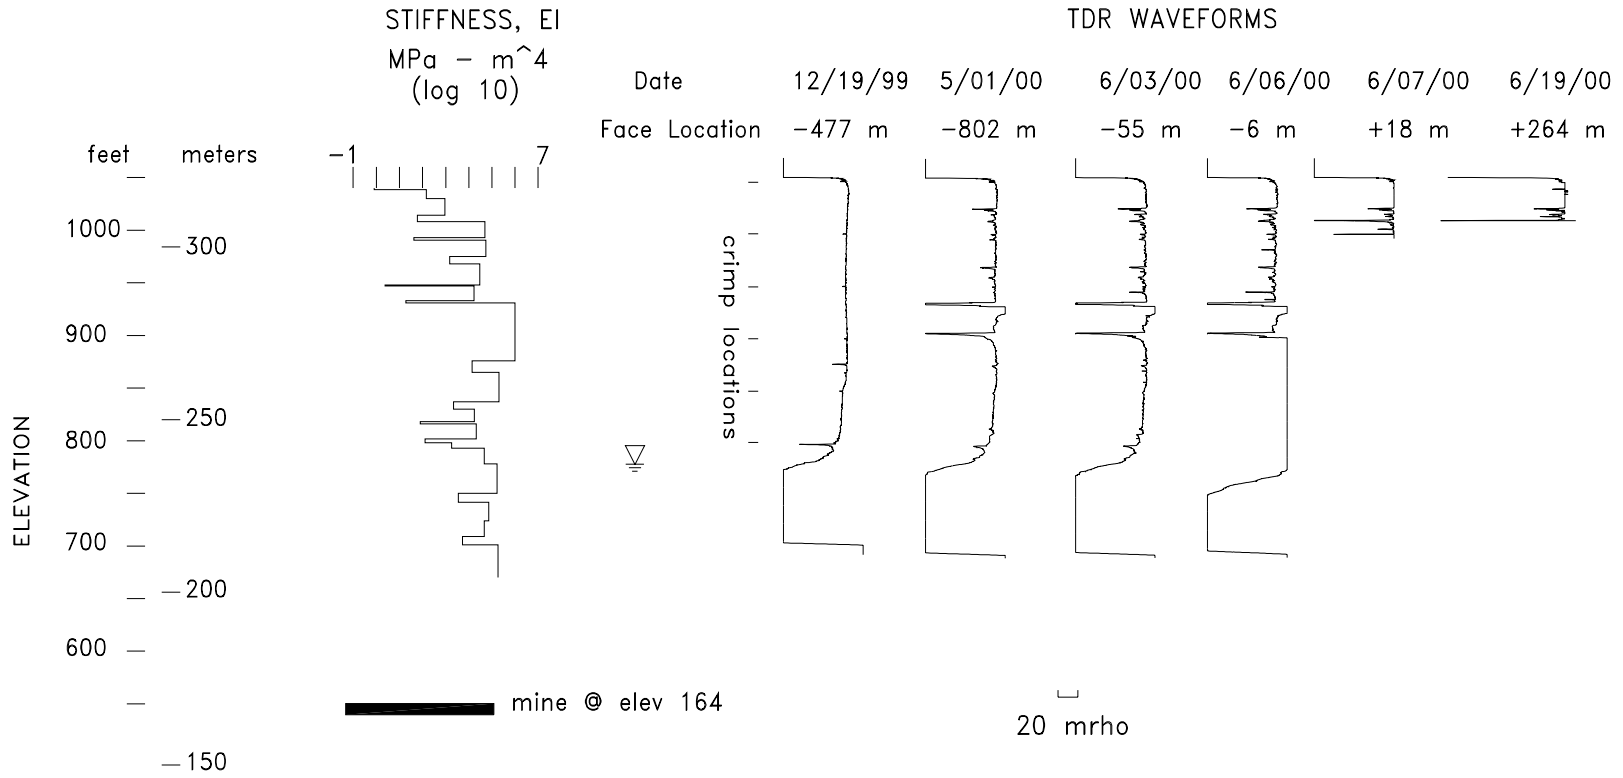 STIFFNESS, EI
MPa - m^4
(log 10)
TDR WAVEFORMS
Date 12/19/99 5/01/00 6/03/00 6/06/00 6/07/00 6/19/00
Face Location -477 m -802 m -55 m -6 m +18 m +264 m
feet meters -1 7
1000
300
900
250
800
700
200
600
150
ELEVATION
crimp locations
mine @ elev 164
20 mrho